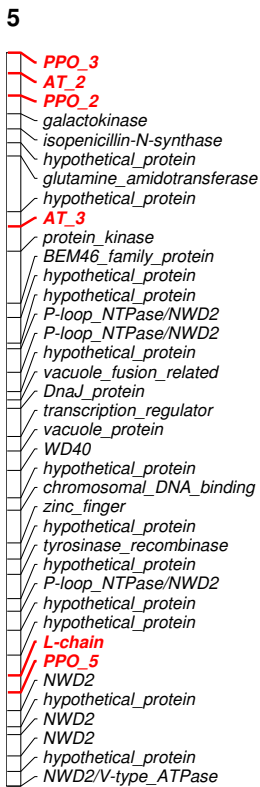 5
PPO_3
AT_2
PPO_2
galactokinase
isopenicillin-N-synthase
hypothetical_protein
glutamine_amidotransferase
hypothetical_protein
AT_3
protein_kinase
BEM46_family_protein
hypothetical_protein
hypothetical_protein
P-loop_NTPase/NWD2
P-loop_NTPase/NWD2
hypothetical_protein
vacuole_fusion_related
DnaJ_protein
transcription_regulator
vacuole_protein
WD40
hypothetical_protein
chromosomal_DNA_binding
zinc_finger
hypothetical_protein
tyrosinase_recombinase
hypothetical_protein
P-loop_NTPase/NWD2
hypothetical_protein
hypothetical_protein
L-chain
PPO_5
NWD2
hypothetical_protein
NWD2
NWD2
hypothetical_protein
NWD2/V-type_ATPase